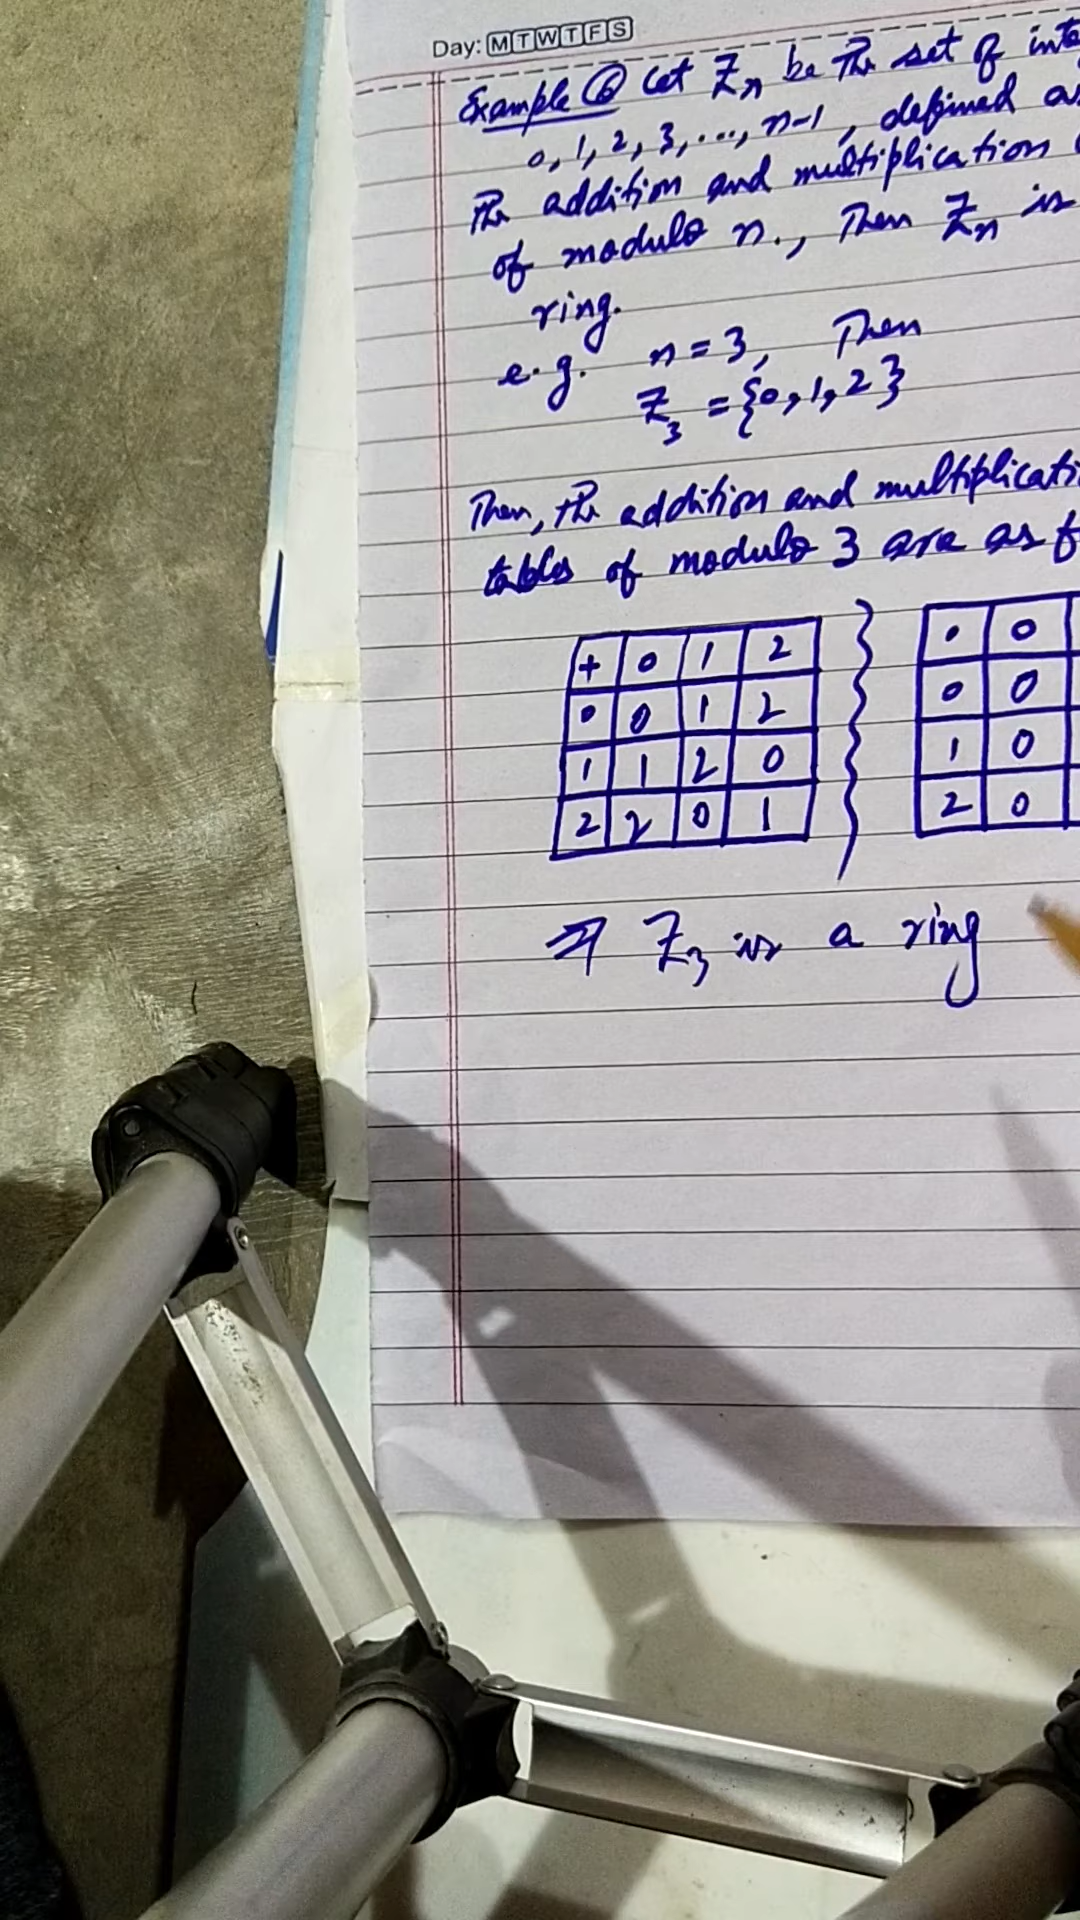 Day: M T W T F S
Example ⑥ Let Zn be the set of inte
0, 1, 2, 3, ..., n-1, defined as
the addition and multiplication
of modulo n., Then Zn is
ring.
e.g. n = 3, Then
Z3 = {0, 1, 2}
Then, the addition and multiplicati
tables of modulo 3 are as f
+ 0 1 2 . 0
0 0 1 2 0 0
1 1 2 0 1 0
2 2 0 1 2 0
⇒ Z3 is a ring